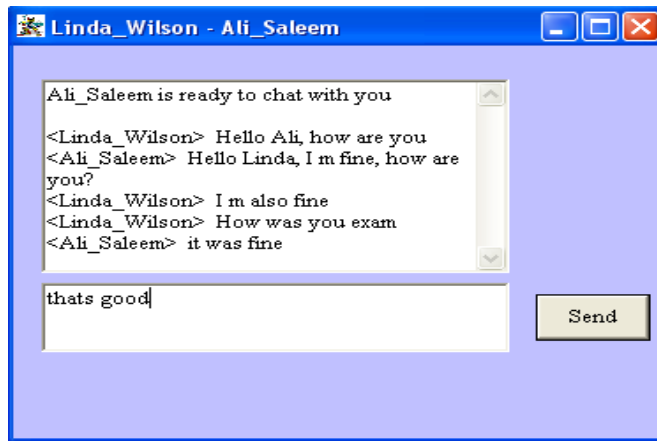 Linda_Wilson - Ali_Saleem
Ali_Saleem is ready to chat with you
<Linda_Wilson> Hello Ali, how are you
<Ali_Saleem> Hello Linda, I m fine, how are
you?
<Linda_Wilson> I m also fine
<Linda_Wilson> How was you exam
<Ali_Saleem> it was fine
thats good
Send